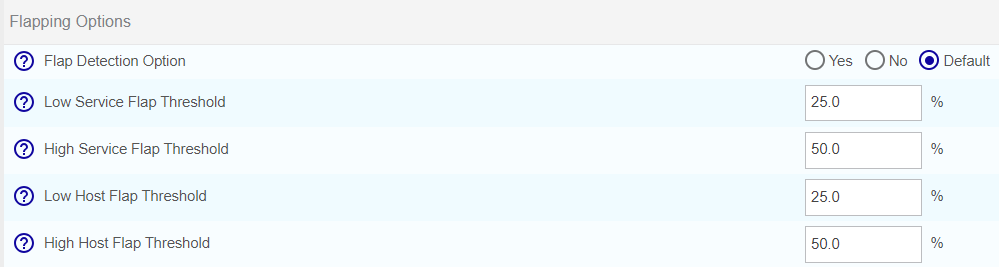 Flapping Options
Flap Detection Option Yes No Default
Low Service Flap Threshold 25.0 %
High Service Flap Threshold 50.0 %
Low Host Flap Threshold 25.0 %
High Host Flap Threshold 50.0 %